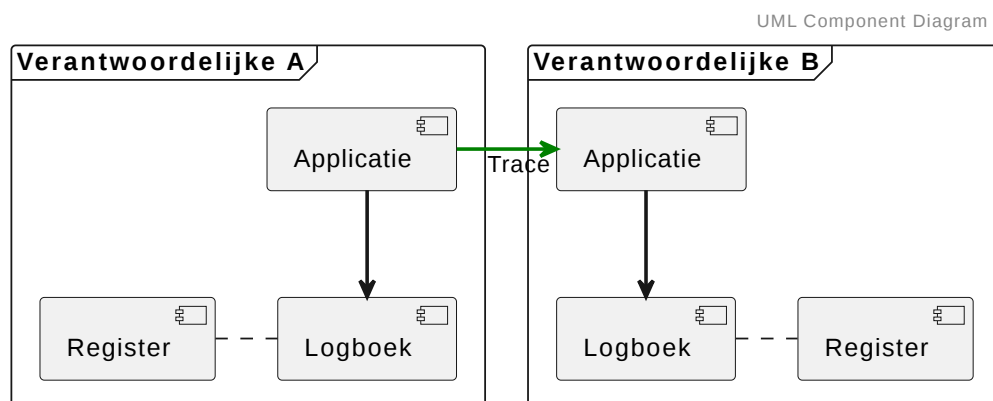 UML Component Diagram
Verantwoordelijke A
Verantwoordelijke B
Applicatie
Trace
Applicatie
Register
Logboek
Logboek
Register